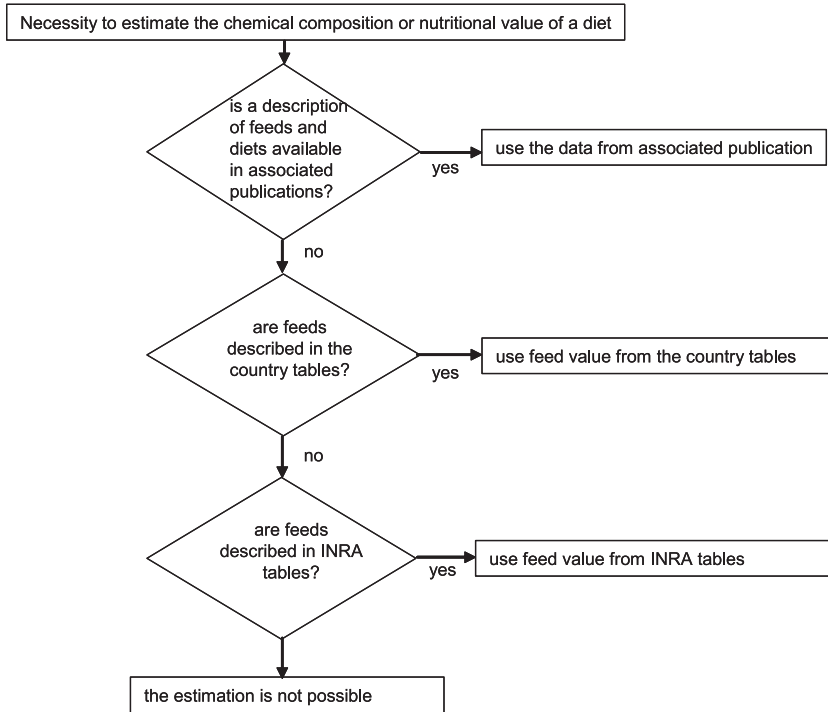 Necessity to estimate the chemical composition or nutritional value of a diet
is a description
of feeds and
diets available
in associated
publications?
yes
use the data from associated publication
no
are feeds
described in the
country tables?
yes
use feed value from the country tables
no
are feeds
described in INRA
tables?
yes
use feed value from INRA tables
the estimation is not possible